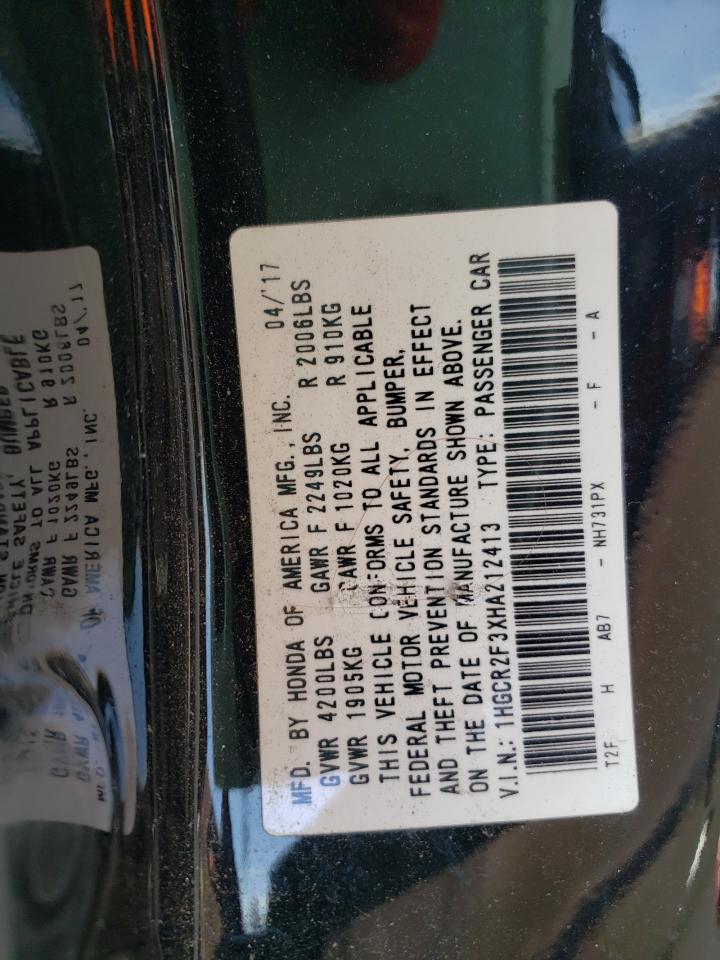 MFD. BY HONDA OF AMERICA MFG., INC. 04/'17
GVWR 4200LBS GAWR F 2249LBS R 2006LBS
GVWR 1905KG GAWR F 1020KG R 910KG
THIS VEHICLE CONFORMS TO ALL APPLICABLE
FEDERAL MOTOR VEHICLE SAFETY, BUMPER,
AND THEFT PREVENTION STANDARDS IN EFFECT
ON THE DATE OF MANUFACTURE SHOWN ABOVE.
V.I.N.: 1HGCR2F3XHA212413 TYPE: PASSENGER CAR
T2F H AB7 - NH731PX - F - A